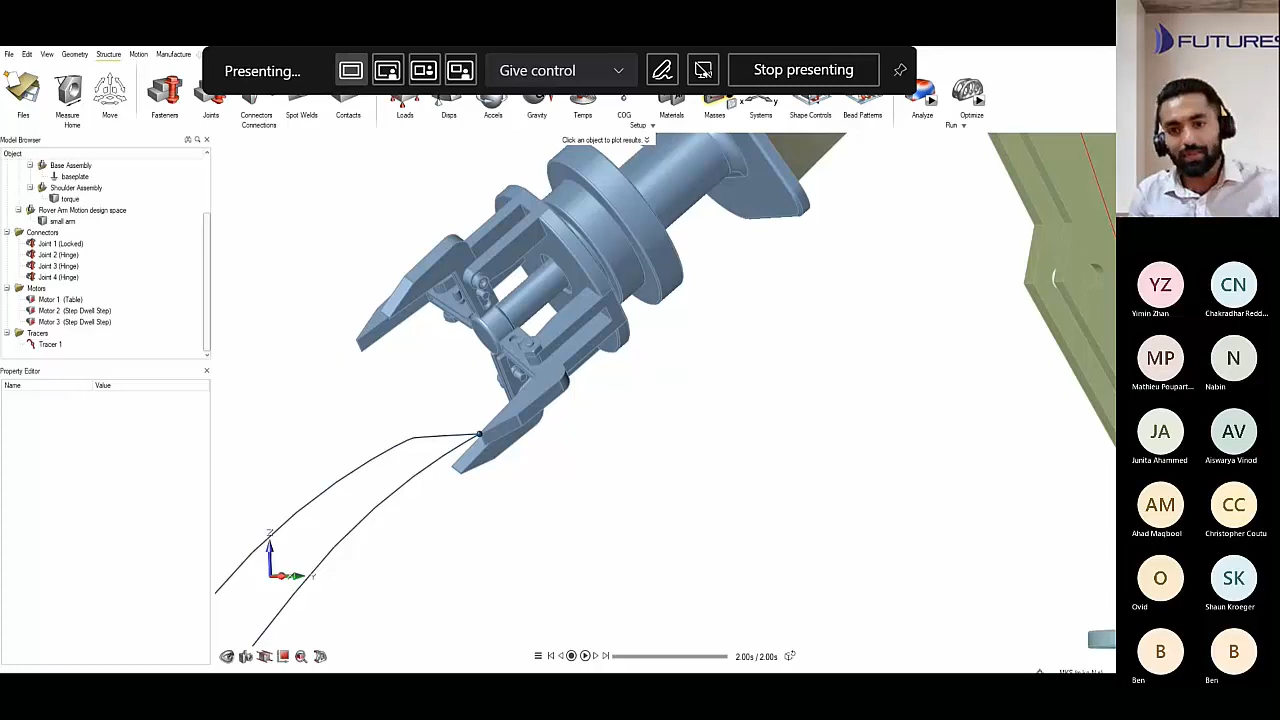 FUTURES
Presenting...
Give control
Stop presenting
File Edit View Geometry Structure Motion Manufacture
Files Measure Move Fasteners Joints Connectors Spot Welds Contacts Loads Disps Accels Gravity Temps COG Materials Masses Systems Shape Controls Bead Patterns Analyze Optimize
Home Connections Setup Run
Model Browser
Click an object to plot results.
Object
Base Assembly
baseplate
Shoulder Assembly
torque
Rover Arm Motion design space
small arm
Connectors
Joint 1 (Locked)
Joint 2 (Hinge)
Joint 3 (Hinge)
Joint 4 (Hinge)
Motors
Motor 1 (Table)
Motor 2 (Step Dwell Step)
Motor 3 (Step Dwell Step)
Tracers
Tracer 1
Property Editor
Name Value
Z
Y
2.00s / 2.00s
YZ CN
Yimin Zhan Chakradhar Redd...
MP N
Mathieu Poupart... Nabin
JA AV
Junita Ahammed Aiswarya Vinod
AM CC
Ahad Maqbool Christopher Coutu
O SK
Ovid Shaun Kroeger
B B
Ben Ben